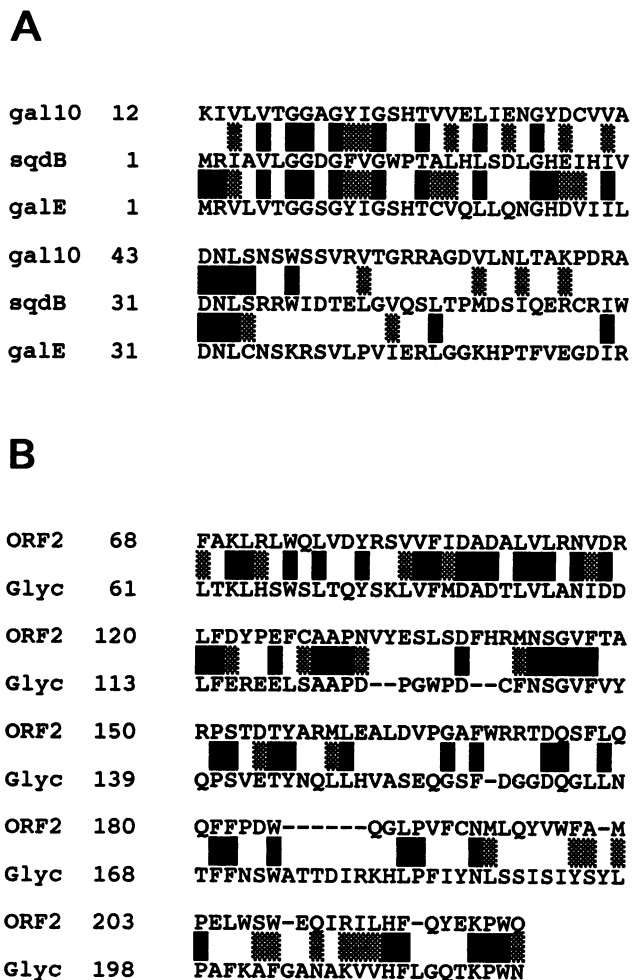 A
gal10 12 KIVLVTGGAGYIGSHTVVELIENGYDCVVA
sqdB 1 MRIAVLGGDGFVGWPTALHLSDLGHEIHIV
galE 1 MRVLVTGGSGYIGSHTCVQLLQNGHDVIIL
gal10 43 DNLSNSWSSVRVTGRRAGDVLNLTAKPDRA
sqdB 31 DNLSRRWIDTELGVQSLTPMDSIQERCRIW
galE 31 DNLCNSKRSVLPVIERLGGKHPTFVEGDIR
B
ORF2 68 FAKLRLWQLVDYRSVVFIDADALVLRNVDR
Glyc 61 LTKLHSWSLTQYSKLVFMDADTLVLANIDD
ORF2 120 LFDYPEFCAAPNVYESLSDFHRMNSGVFTA
Glyc 113 LFEREELSAAPD--PGWPD--CFNSGVFVY
ORF2 150 RPSTDTYARMLEALDVPGAFWRRTDQSFLQ
Glyc 139 QPSVETYNQLLHVASEQGSF-DGGDQGLLN
ORF2 180 QFFPDW------QGLPVFCNMLQYVWFA-M
Glyc 168 TFFNSWATTDIRKHLPFIYNLSSISIYSYL
ORF2 203 PELWSW-EQIRILHF-QYEKPWQ
Glyc 198 PAFKAFGANAKVVHFLGQTKPWN